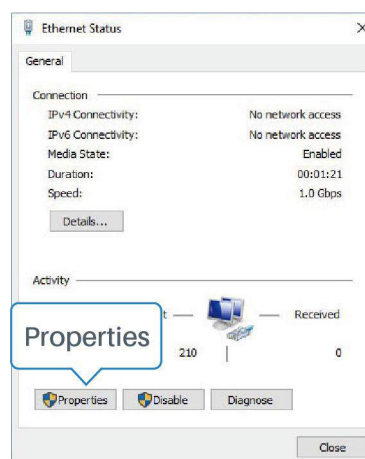 Ethernet Status
General
Connection
IPv4 Connectivity: No network access
IPv6 Connectivity: No network access
Media State: Enabled
Duration: 00:01:21
Speed: 1.0 Gbps
Details...
Activity
Received
Properties
210 | 0
Properties Disable Diagnose
Close